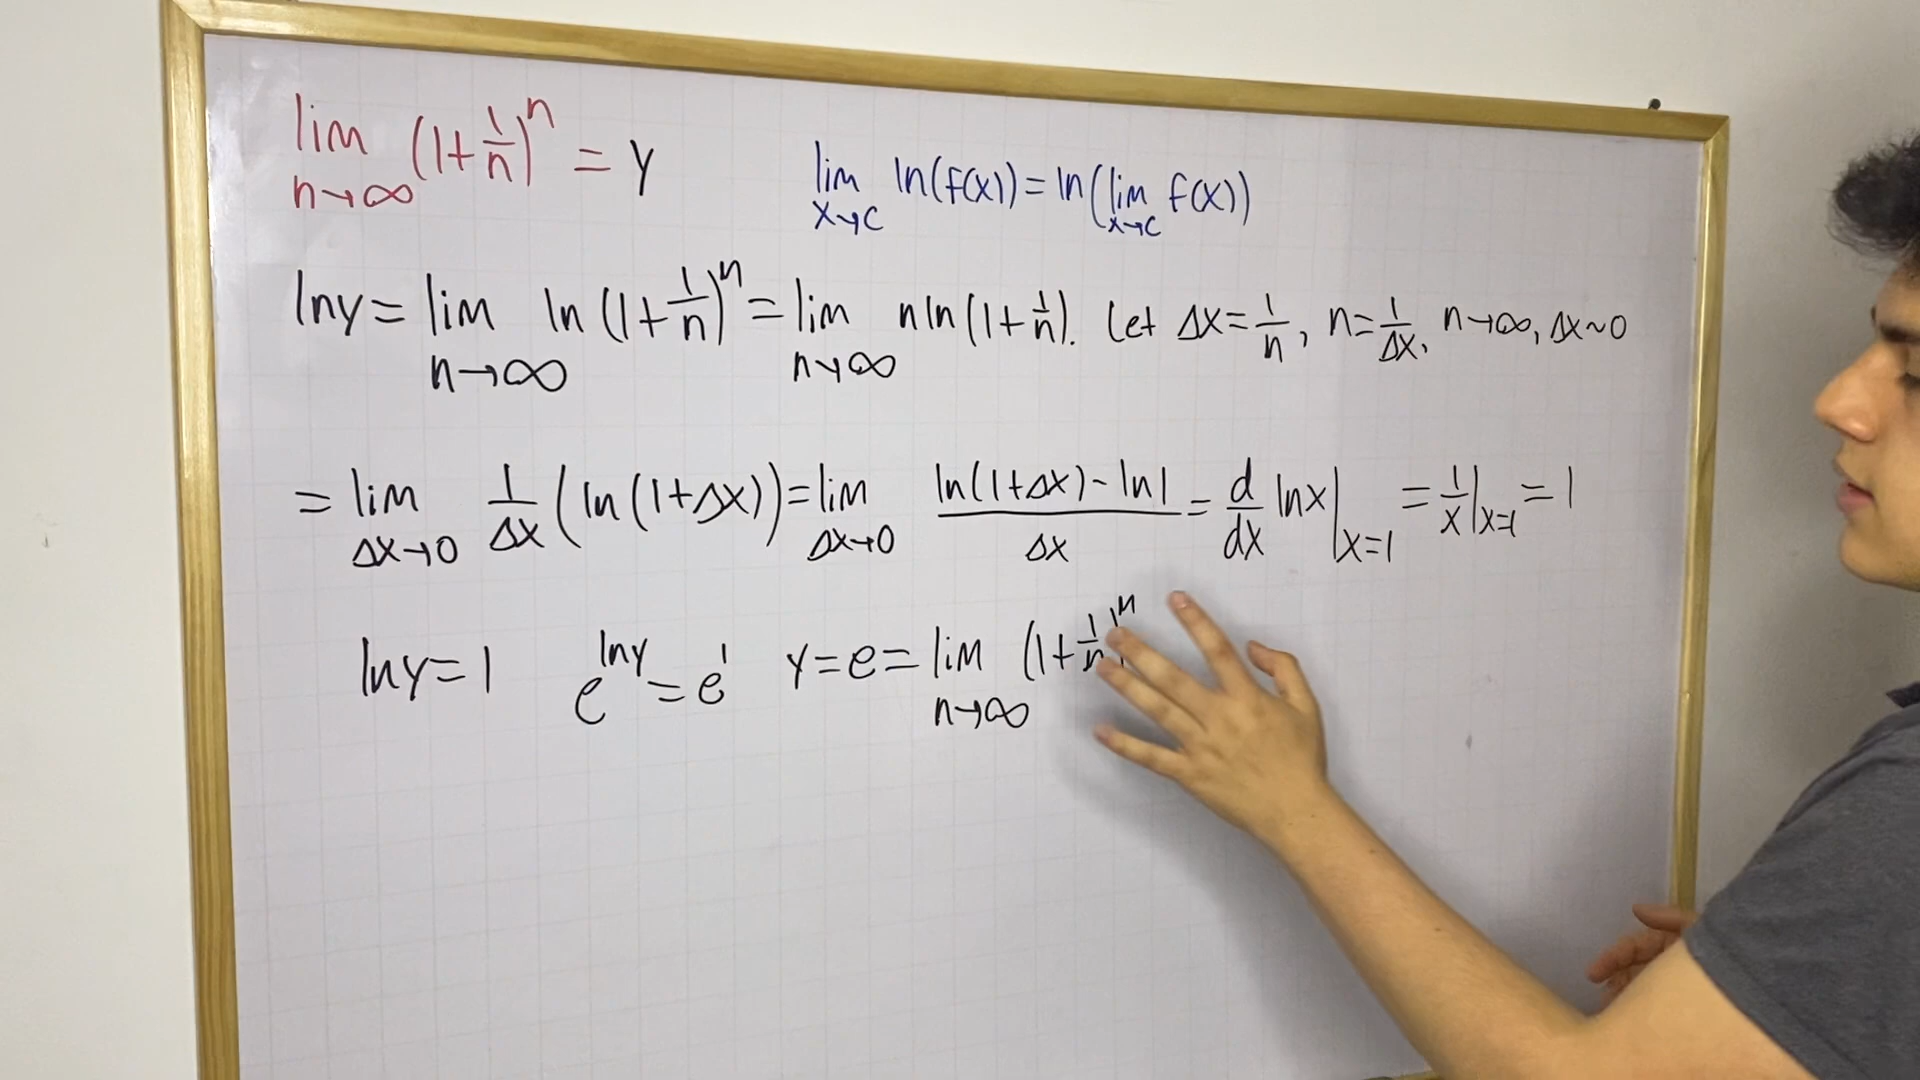 lim n→∞ (1+1/n)^n = y
lim x→c ln(f(x)) = ln(lim x→c f(x))
lny = lim n→∞ ln(1+1/n)^n = lim n→∞ nln(1+1/n). Let Δx=1/n, n=1/Δx, n→∞, Δx~0
= lim Δx→0 1/Δx (ln(1+Δx)) = lim Δx→0 (ln(1+Δx)-ln1)/Δx = d/dx lnx|x=1 = 1/x|x=1 = 1
lny=1 e^lny = e^1 y=e= lim n→∞ (1+1/n)^n